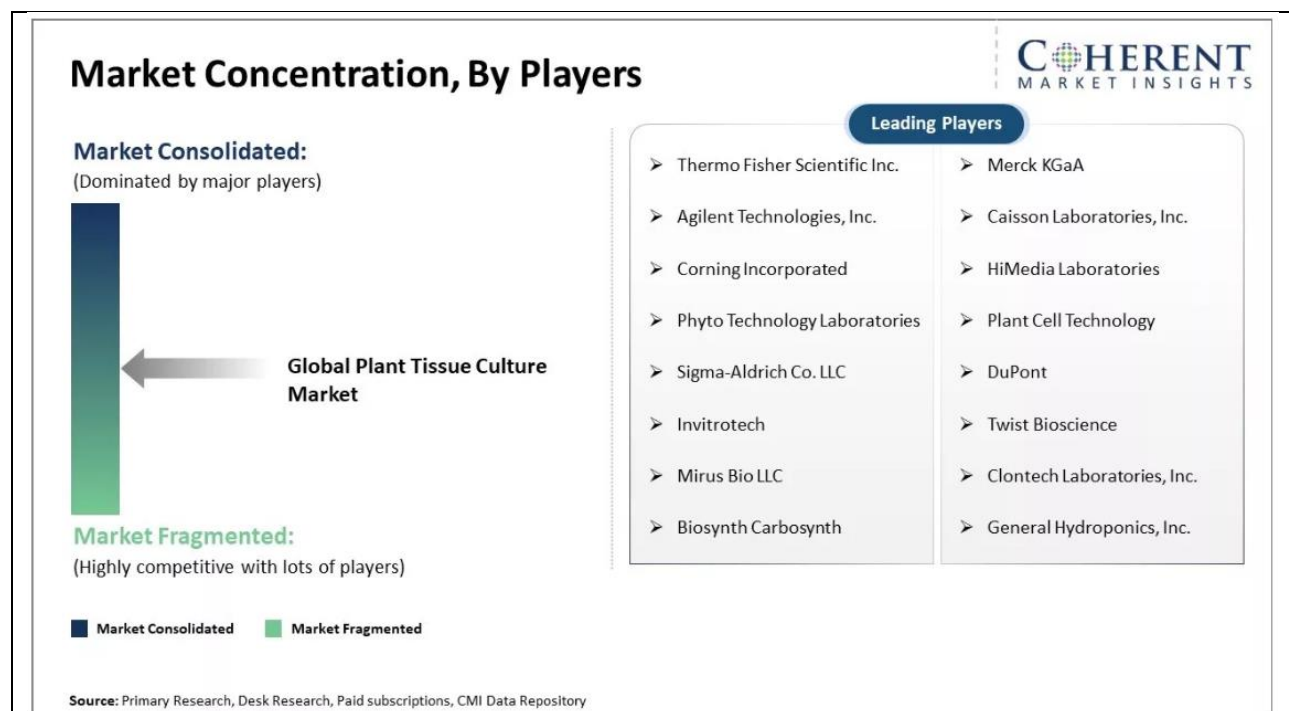 Market Concentration, By Players
COHERENT
MARKET INSIGHTS
Market Consolidated:
(Dominated by major players)
Global Plant Tissue Culture
Market
Market Fragmented:
(Highly competitive with lots of players)
Market Consolidated
Market Fragmented
Leading Players
Thermo Fisher Scientific Inc.
Agilent Technologies, Inc.
Corning Incorporated
Phyto Technology Laboratories
Sigma-Aldrich Co. LLC
Invitrotech
Mirus Bio LLC
Biosynth Carbosynth
Merck KGaA
Caisson Laboratories, Inc.
HiMedia Laboratories
Plant Cell Technology
DuPont
Twist Bioscience
Clontech Laboratories, Inc.
General Hydroponics, Inc.
Source: Primary Research, Desk Research, Paid subscriptions, CMI Data Repository